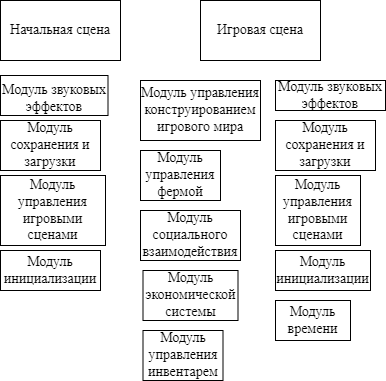 Начальная сцена
Игровая сцена
Модуль звуковых
эффектов
Модуль
сохранения и
загрузки
Модуль
управления
игровыми
сценами
Модуль
инициализации
Модуль управления
конструированием
игрового мира
Модуль
управления
фермой
Модуль
социального
взаимодействия
Модуль
экономической
системы
Модуль
управления
инвентарем
Модуль звуковых
эффектов
Модуль
сохранения и
загрузки
Модуль
управления
игровыми
сценами
Модуль
инициализации
Модуль
времени